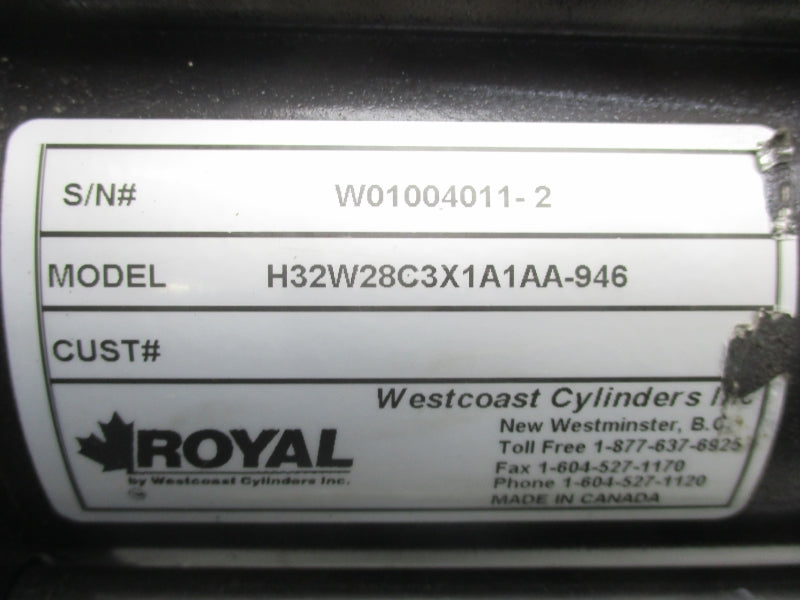 S/N# W01004011- 2
MODEL H32W28C3X1A1AA-946
CUST#
Westcoast Cylinders Inc
New Westminster, B.C.
Toll Free 1-877-637-6925
Fax 1-604-527-1170
Phone 1-604-527-1120
MADE IN CANADA
ROYAL
by Westcoast Cylinders Inc.